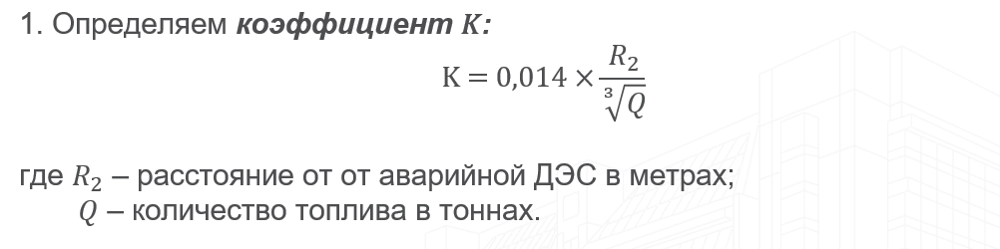 1. Определяем коэффициент K:
K = 0,014 × R₂ / ∛Q
где R₂ – расстояние от от аварийной ДЭС в метрах;
Q – количество топлива в тоннах.